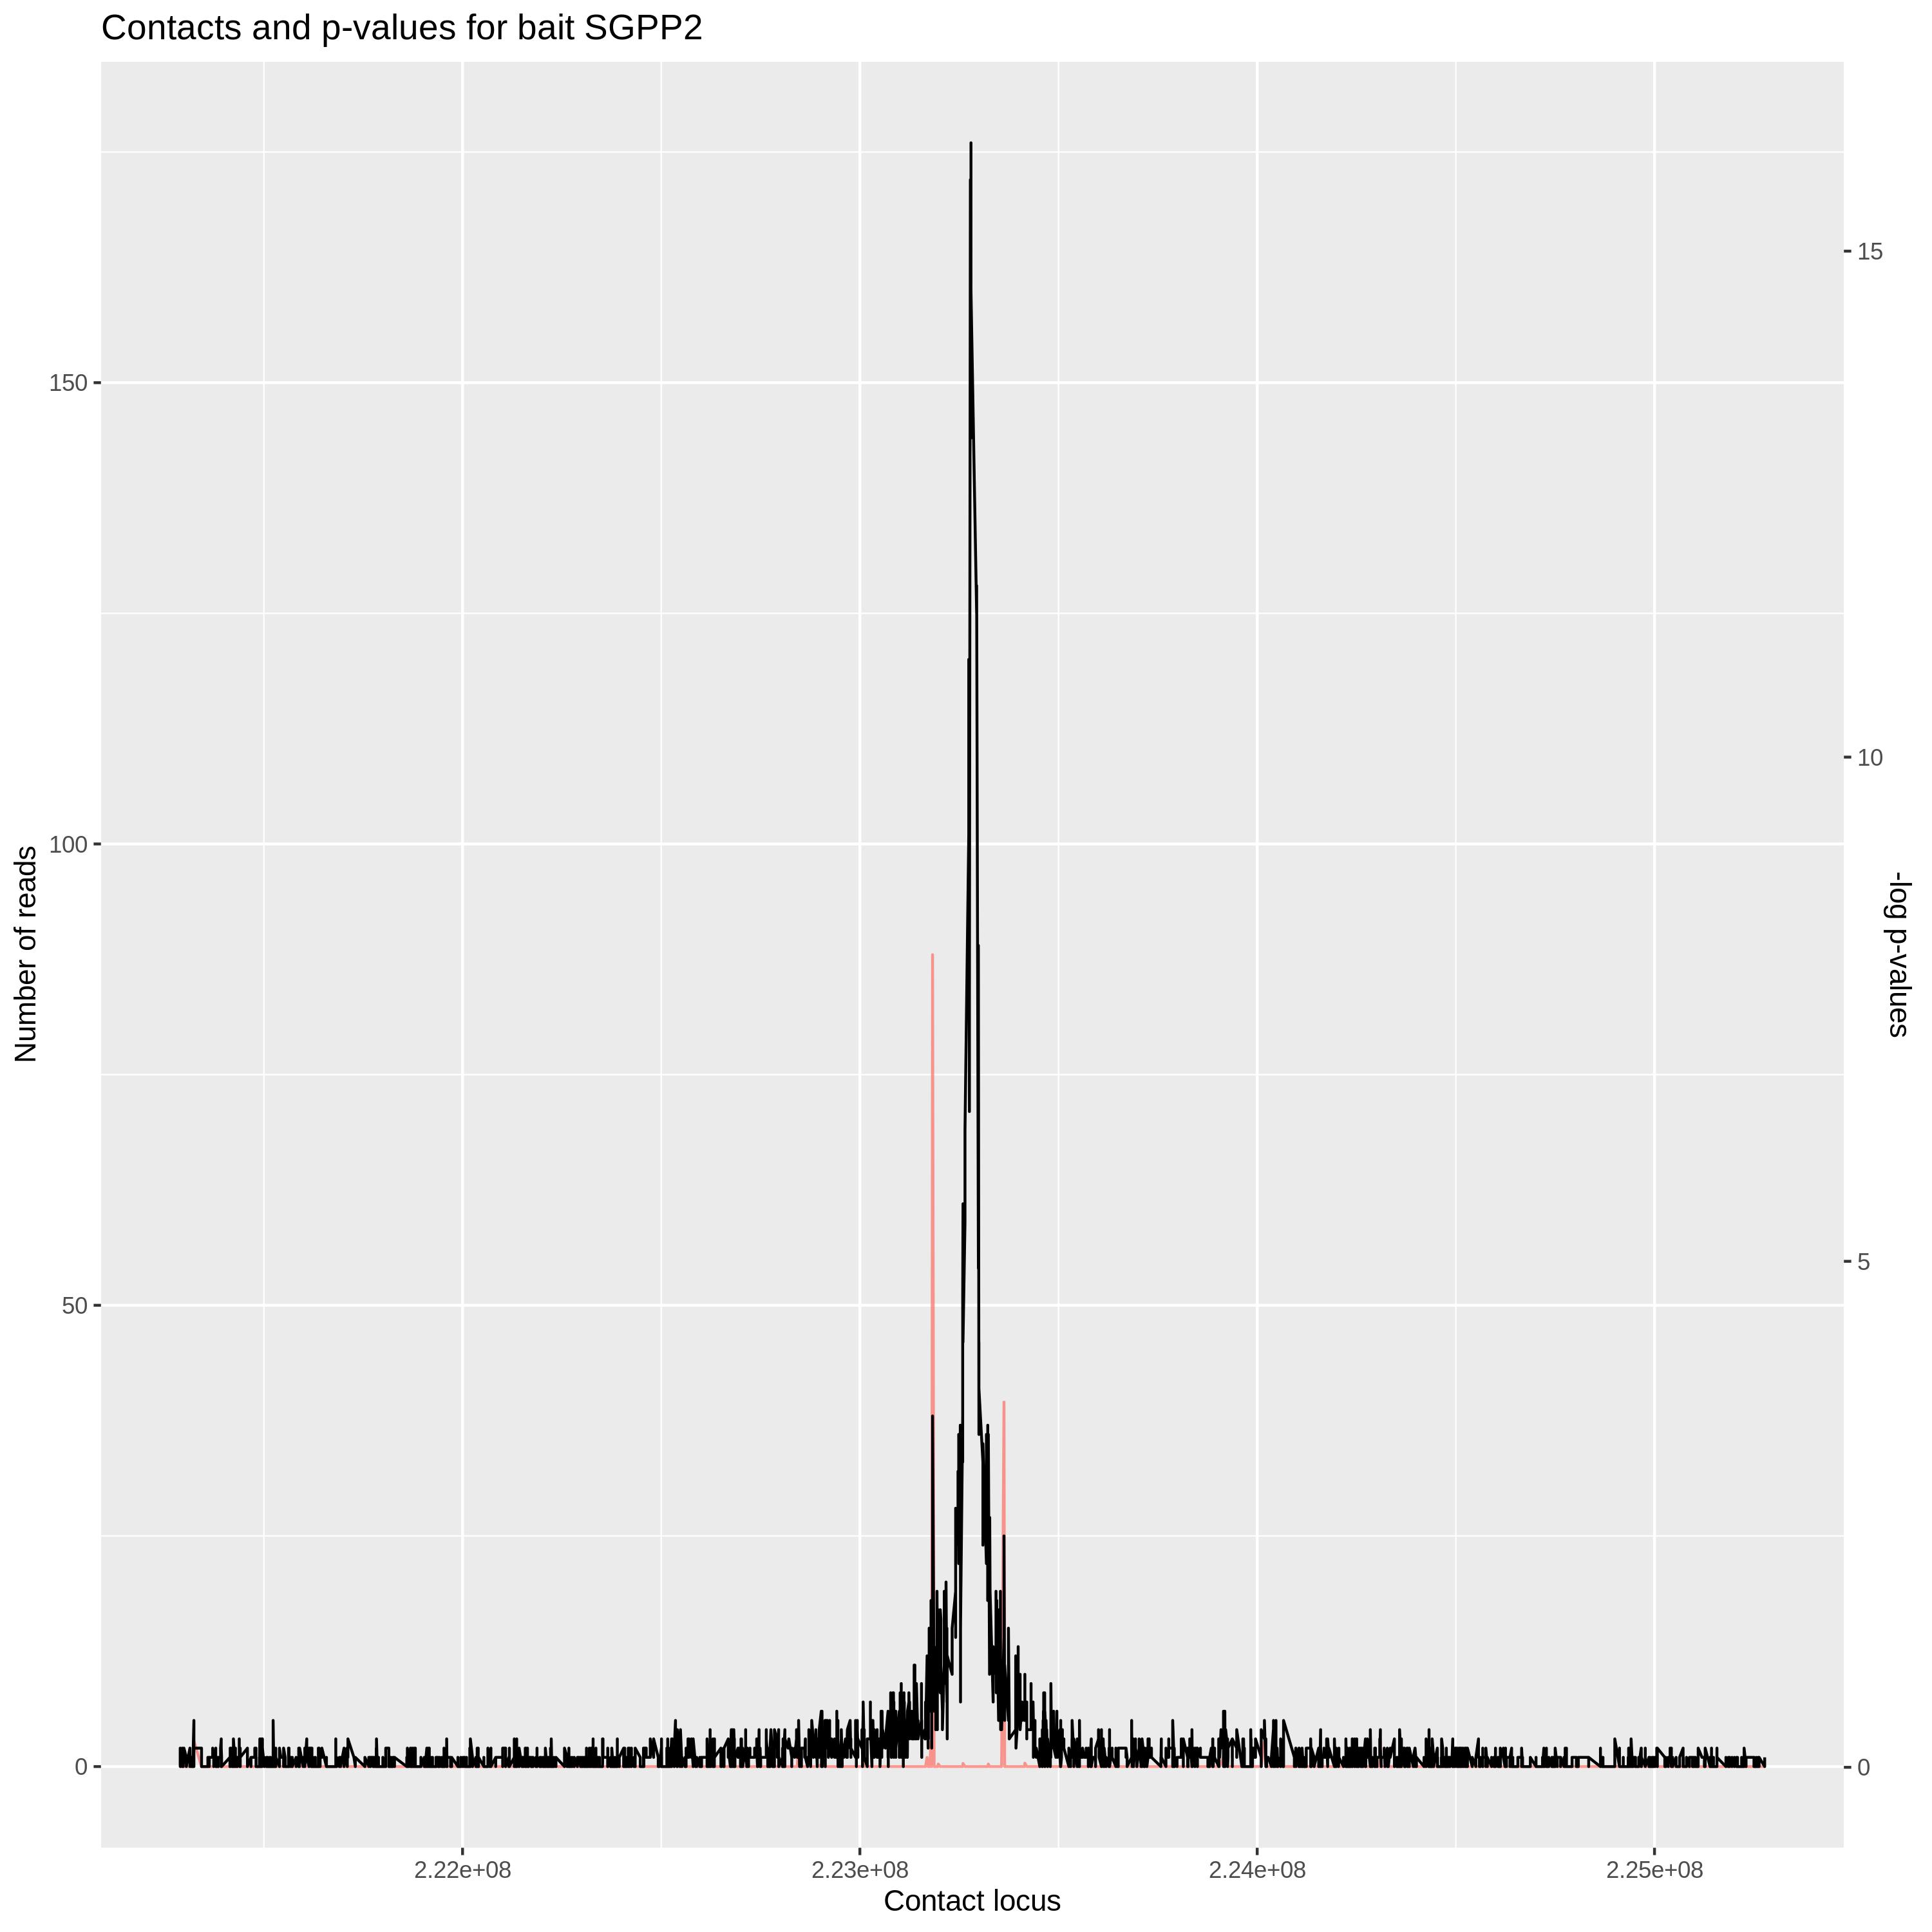 Contacts and p-values for bait SGPP2
150
100
50
0
Number of reads
15
10
5
0
-log p-values
2.22e+08
2.23e+08
2.24e+08
2.25e+08
Contact locus